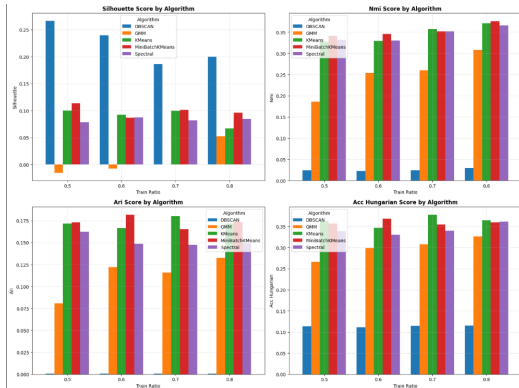 Silhouette Score by Algorithm
Silhouette
0.25
0.20
0.15
0.10
0.05
0.00
Algorithm
DBSCAN
GMM
KMeans
MiniBatchKMeans
Spectral
0.5 0.6 0.7 0.8
Train Ratio
Nmi Score by Algorithm
Nmi
0.35
0.30
0.25
0.20
0.15
0.10
0.05
0.00
Algorithm
DBSCAN
GMM
KMeans
MiniBatchKMeans
Spectral
0.5 0.6 0.7 0.8
Train Ratio
Ari Score by Algorithm
Ari
0.175
0.150
0.125
0.100
0.075
0.050
0.025
0.000
Algorithm
DBSCAN
GMM
KMeans
MiniBatchKMeans
Spectral
0.5 0.6 0.7 0.8
Train Ratio
Acc Hungarian Score by Algorithm
Acc Hungarian
0.35
0.30
0.25
0.20
0.15
0.10
0.05
0.00
Algorithm
DBSCAN
GMM
KMeans
MiniBatchKMeans
Spectral
0.5 0.6 0.7 0.8
Train Ratio